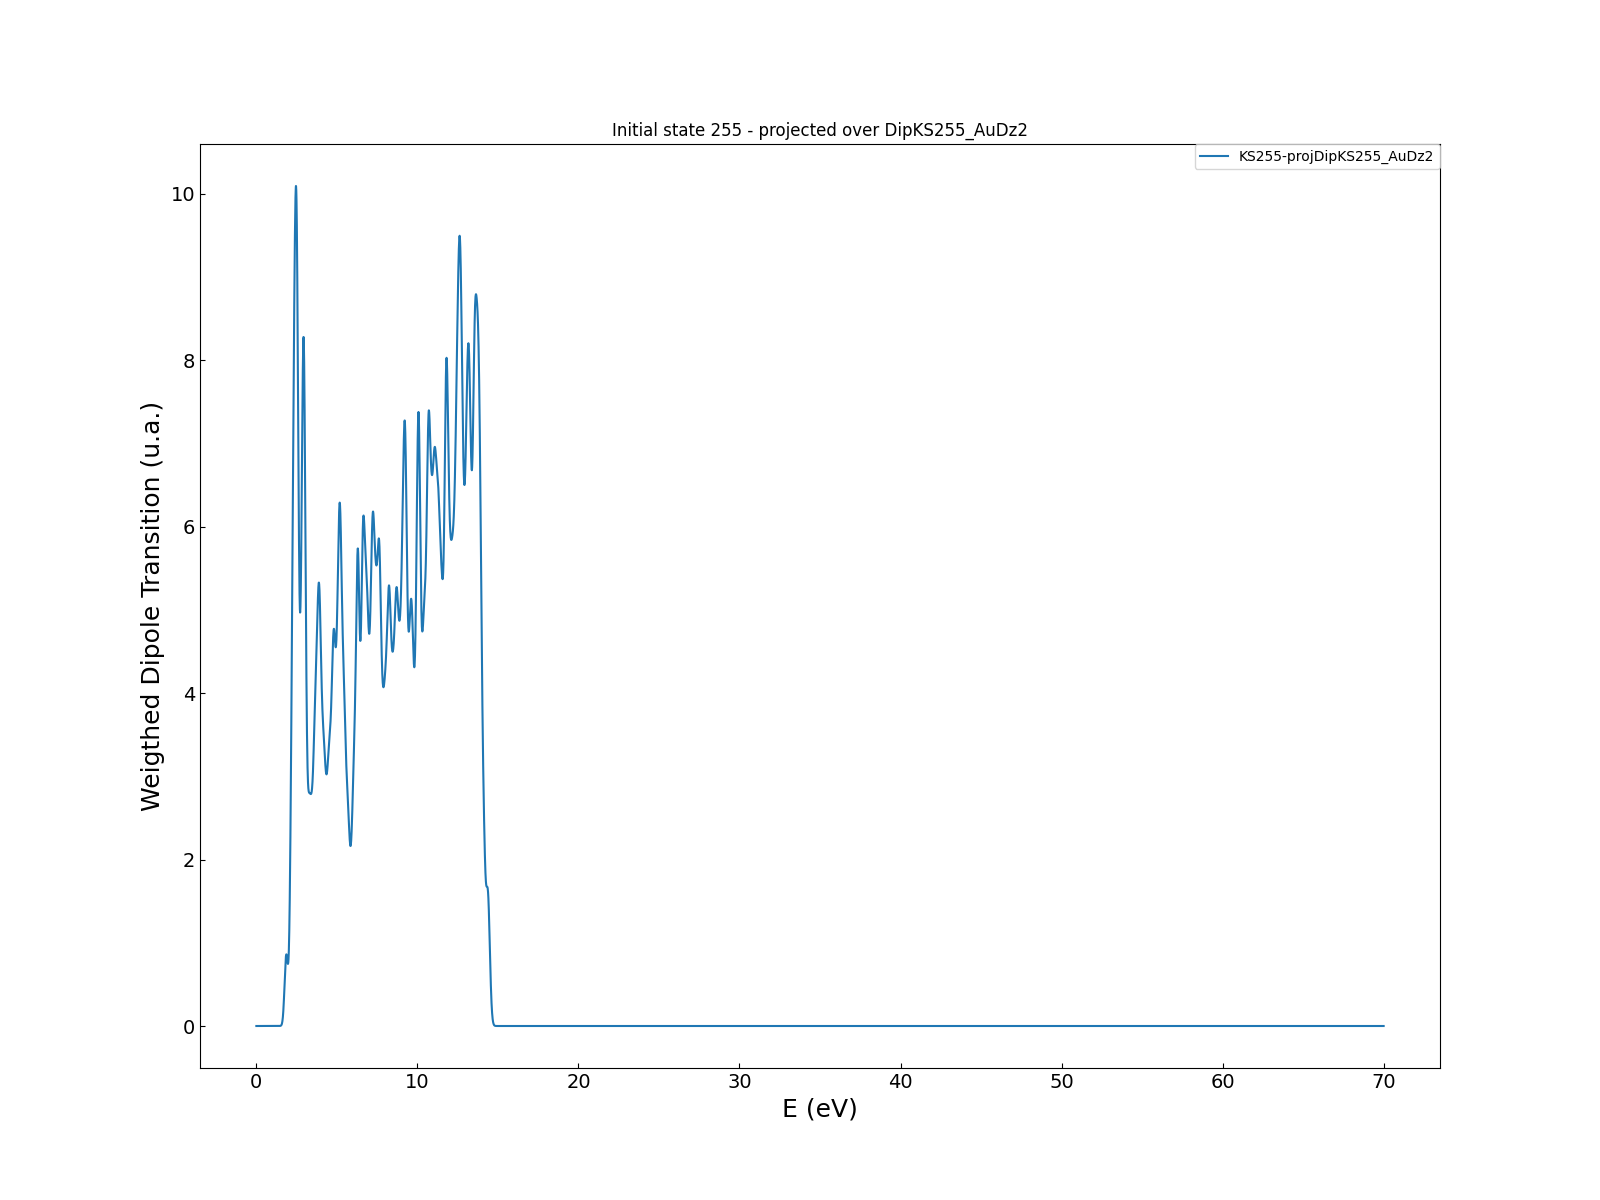 Initial state 255 - projected over DipKS255_AuDz2
KS255-projDipKS255_AuDz2
Weigthed Dipole Transition (u.a.)
10
8
6
4
2
0
0 10 20 30 40 50 60 70
E (eV)